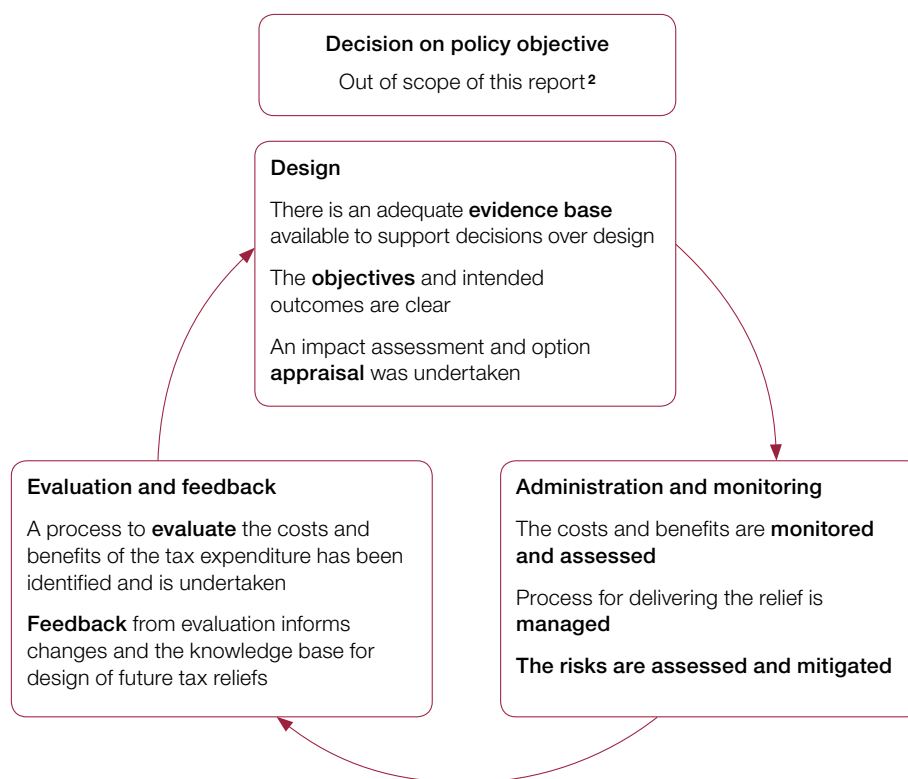 Decision on policy objective
Out of scope of this report²
Design
There is an adequate evidence base
available to support decisions over design
The objectives and intended
outcomes are clear
An impact assessment and option
appraisal was undertaken
Evaluation and feedback
A process to evaluate the costs and
benefits of the tax expenditure has been
identified and is undertaken
Feedback from evaluation informs
changes and the knowledge base for
design of future tax reliefs
Administration and monitoring
The costs and benefits are monitored
and assessed
Process for delivering the relief is
managed
The risks are assessed and mitigated